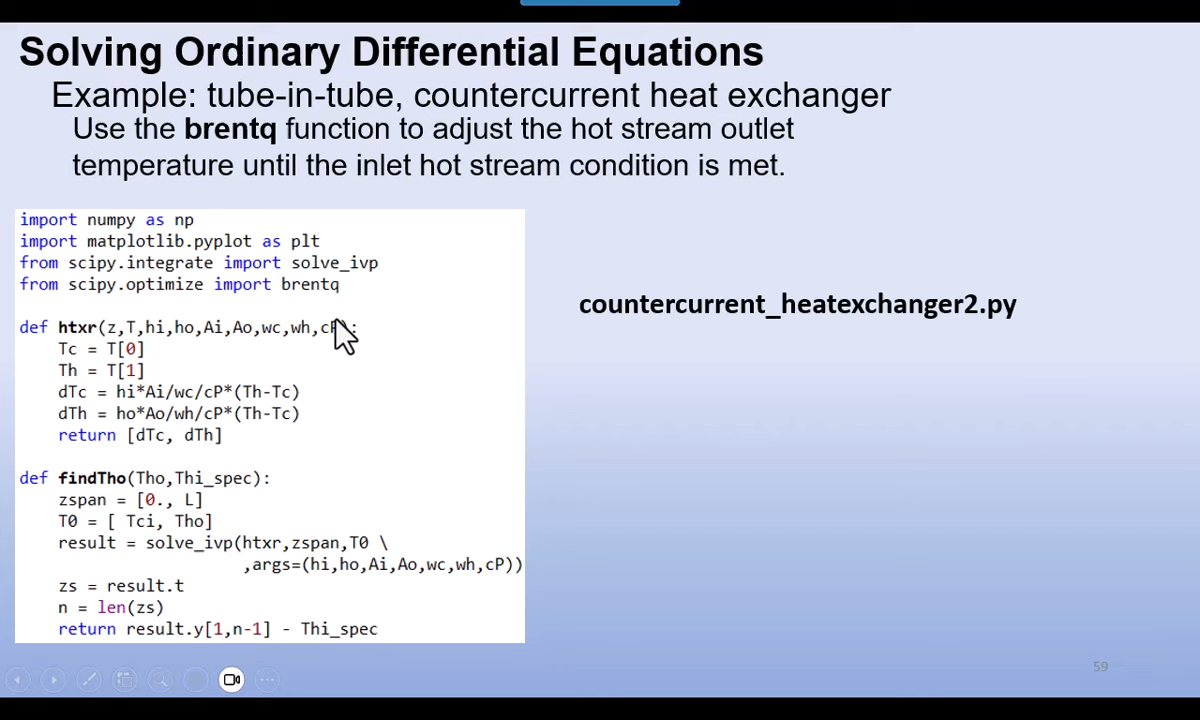 Solving Ordinary Differential Equations
Example: tube-in-tube, countercurrent heat exchanger
Use the brentq function to adjust the hot stream outlet
temperature until the inlet hot stream condition is met.
import numpy as np
import matplotlib.pyplot as plt
from scipy.integrate import solve_ivp
from scipy.optimize import brentq
def htxr(z,T,hi,ho,Ai,Ao,wc,wh,cP):
    Tc = T[0]
    Th = T[1]
    dTc = hi*Ai/wc/cP*(Th-Tc)
    dTh = ho*Ao/wh/cP*(Th-Tc)
    return [dTc, dTh]
def findTho(Tho,Thi_spec):
    zspan = [0., L]
    T0 = [ Tci, Tho]
    result = solve_ivp(htxr,zspan,T0 \
                       ,args=(hi,ho,Ai,Ao,wc,wh,cP))
    zs = result.t
    n = len(zs)
    return result.y[1,n-1] - Thi_spec
countercurrent_heatexchanger2.py
59